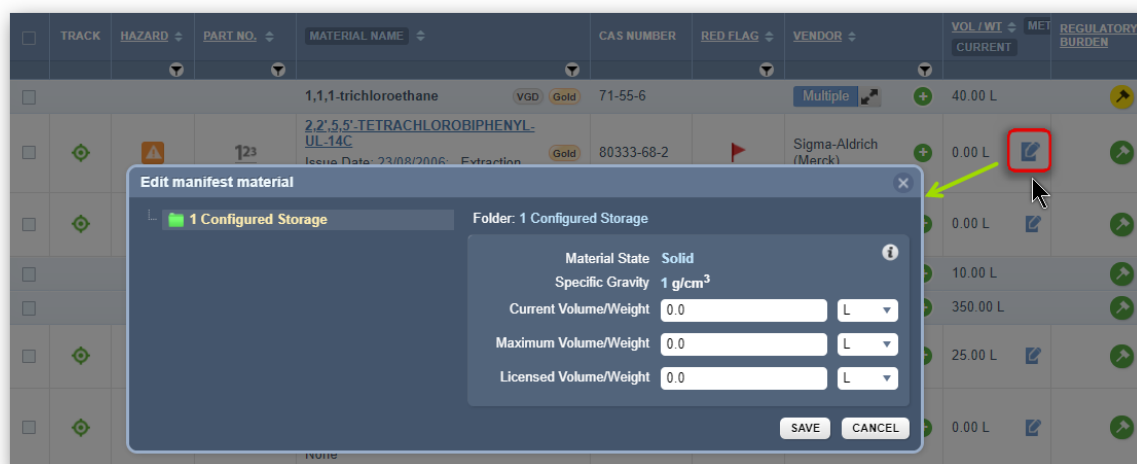 TRACK HAZARD PART NO. MATERIAL NAME CAS NUMBER RED FLAG VENDOR VOL / WT MET REGULATORY
CURRENT BURDEN
1,1,1-trichloroethane VGD Gold 71-55-6 Multiple 40.00 L
2,2',5,5'-TETRACHLOROBIPHENYL-
UL-14C
Issue Date: 23/08/2006: Extraction
123 Gold 80333-68-2 Sigma-Aldrich
(Merck) 0.00 L
Edit manifest material
1 Configured Storage
Folder: 1 Configured Storage
Material State Solid
Specific Gravity 1 g/cm3
Current Volume/Weight 0.0 L
Maximum Volume/Weight 0.0 L
Licensed Volume/Weight 0.0 L
SAVE CANCEL
0.00 L
10.00 L
350.00 L
25.00 L
0.00 L
None